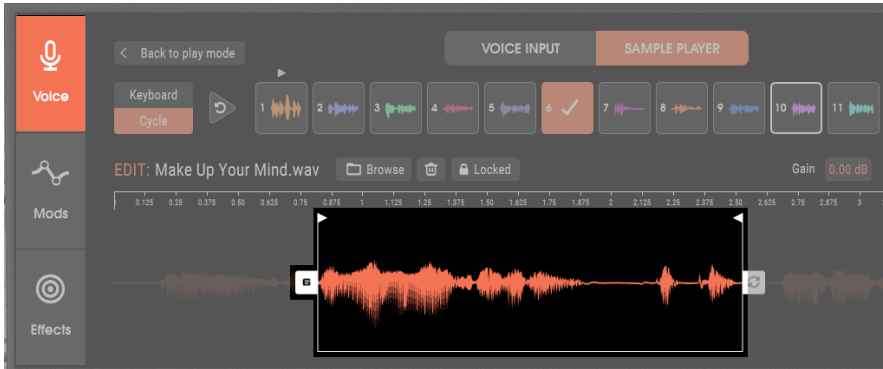 Voice
Mods
Effects
Back to play mode
VOICE INPUT
SAMPLE PLAYER
Keyboard
Cycle
1
2
3
4
5
6
7
8
9
10
11
EDIT: Make Up Your Mind.wav
Browse
Locked
Gain
0.00 dB
0.125 0.25 0.375 0.50 0.625 0.75 0.875 1 1.125 1.25 1.375 1.50 1.625 1.75 1.875 2 2.125 2.25 2.375 2.50 2.625 2.75 2.875 3